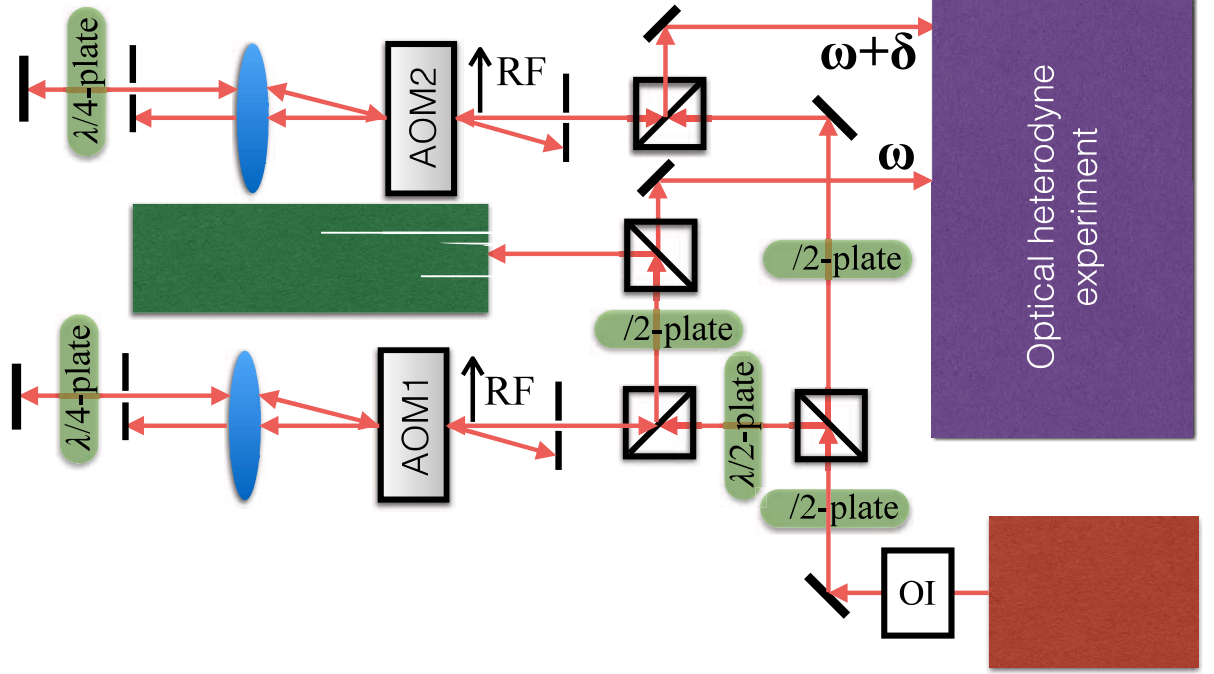 λ/4-plate
AOM2
RF
ω+δ
ω
Optical heterodyne
experiment
/2-plate
/2-plate
λ/4-plate
AOM1
RF
λ/2-plate
/2-plate
OI